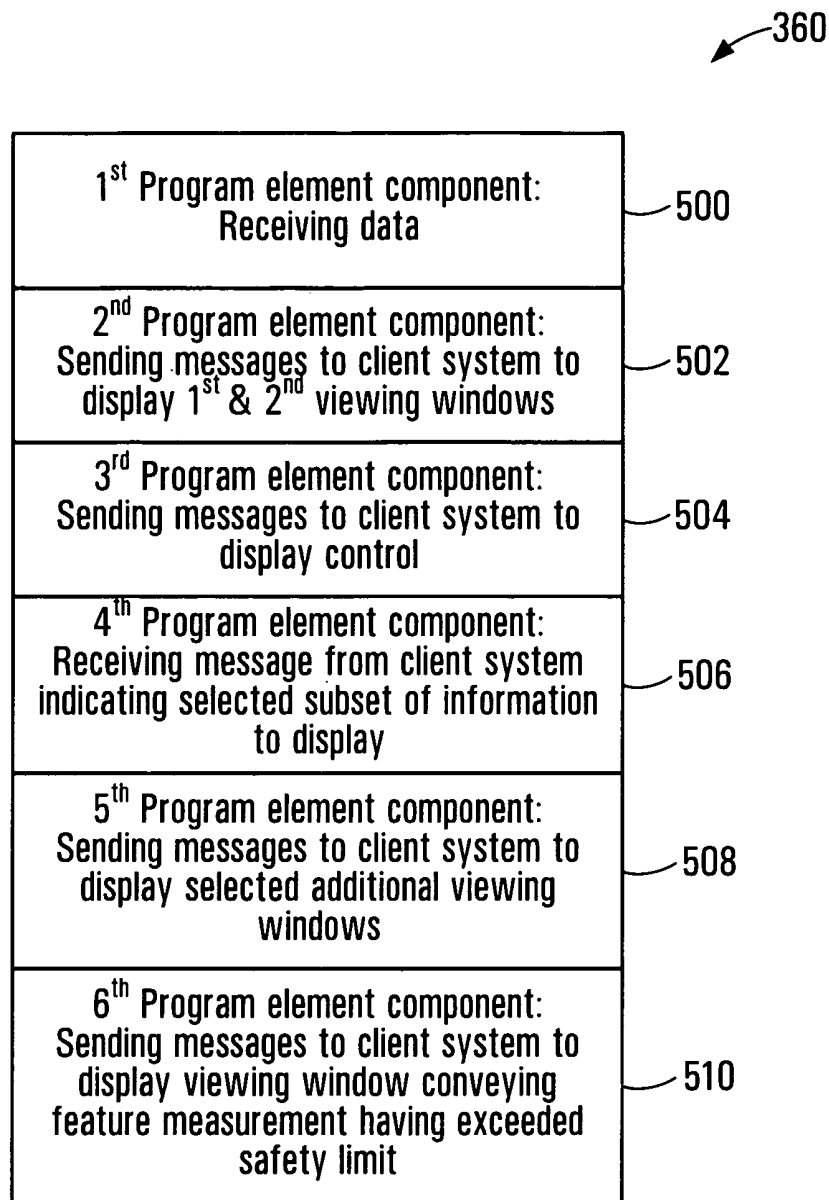 360
1st Program element component:
Receiving data
500
2nd Program element component:
Sending messages to client system to
display 1st & 2nd viewing windows
502
3rd Program element component:
Sending messages to client system to
display control
504
4th Program element component:
Receiving message from client system
indicating selected subset of information
to display
506
5th Program element component:
Sending messages to client system to
display selected additional viewing
windows
508
6th Program element component:
Sending messages to client system to
display viewing window conveying
feature measurement having exceeded
safety limit
510